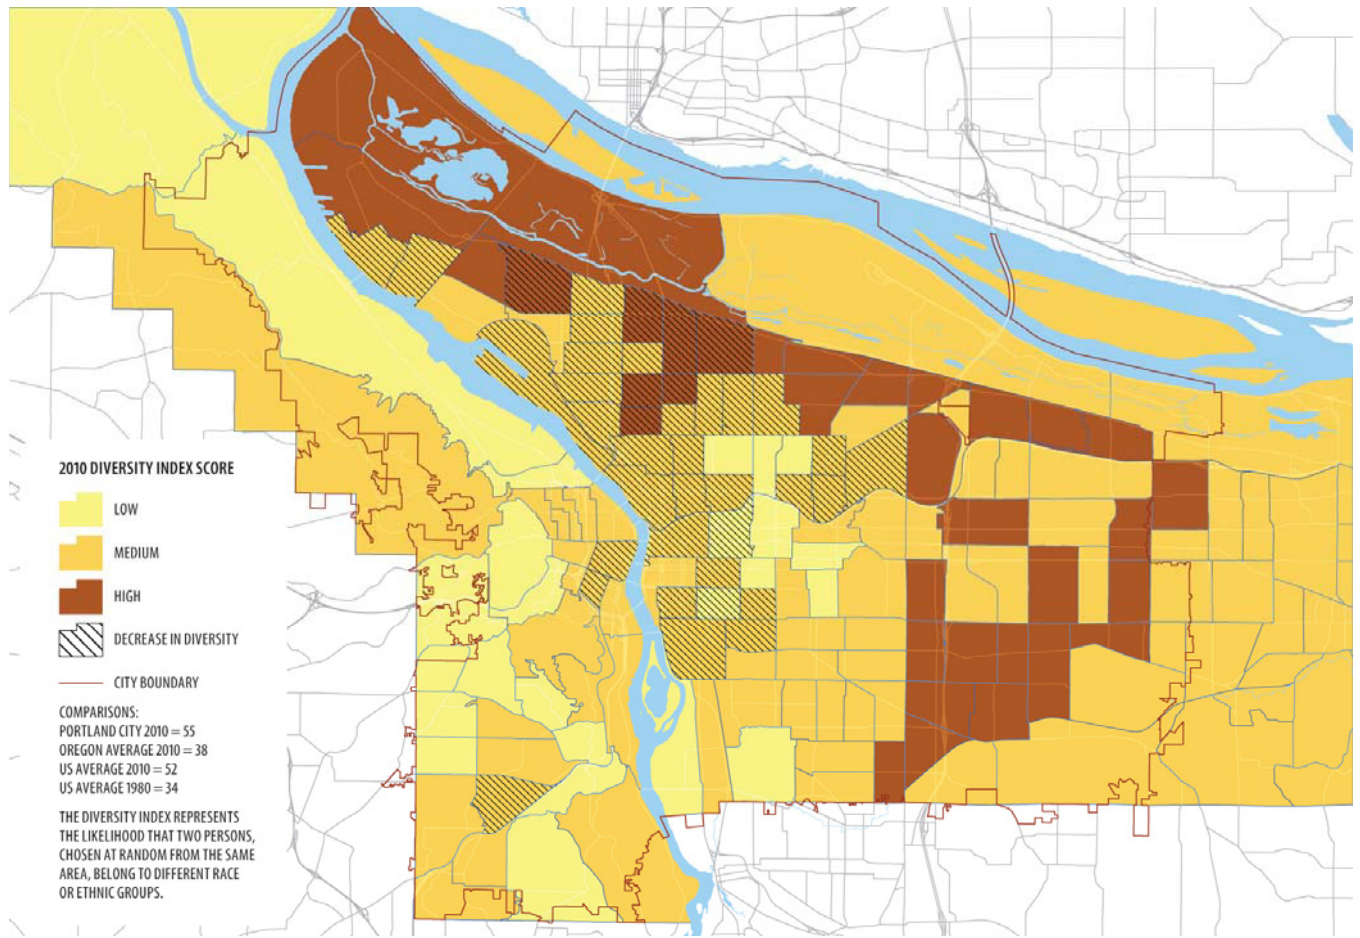 2010 DIVERSITY INDEX SCORE
LOW
MEDIUM
HIGH
DECREASE IN DIVERSITY
CITY BOUNDARY
COMPARISONS:
PORTLAND CITY 2010 = 55
OREGON AVERAGE 2010 = 38
US AVERAGE 2010 = 52
US AVERAGE 1980 = 34
THE DIVERSITY INDEX REPRESENTS
THE LIKELIHOOD THAT TWO PERSONS,
CHOSEN AT RANDOM FROM THE SAME
AREA, BELONG TO DIFFERENT RACE
OR ETHNIC GROUPS.